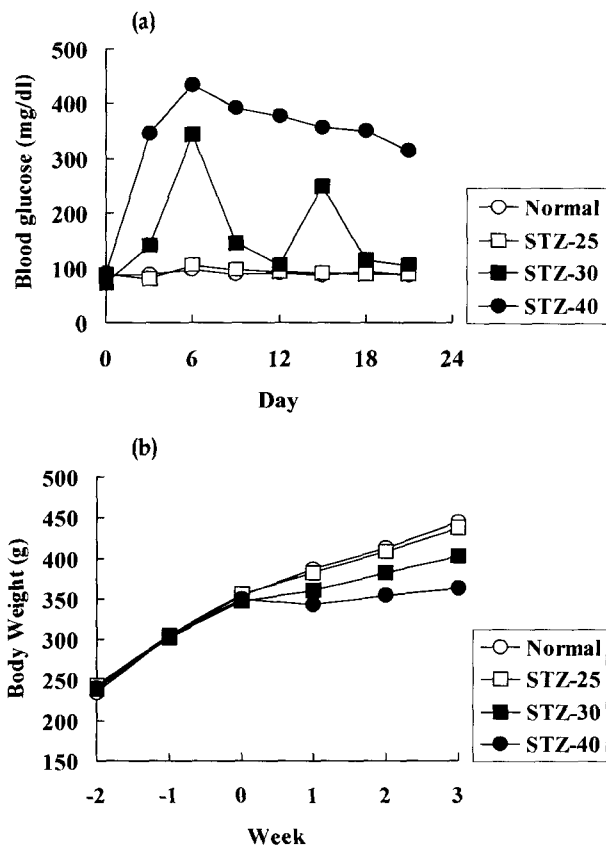 (a)
Blood glucose (mg/dl)
500
400
300
200
100
0
0 6 12 18 24
Day
Normal
STZ-25
STZ-30
STZ-40
(b)
Body Weight (g)
500
450
400
350
300
250
200
150
-2 -1 0 1 2 3
Week
Normal
STZ-25
STZ-30
STZ-40